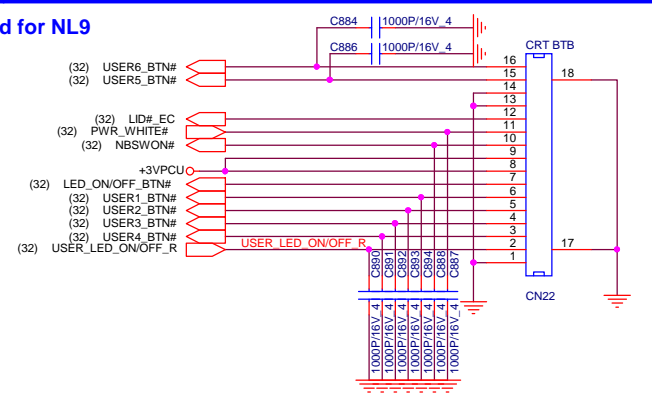 d for NL9
C884 1000P/16V_4
C886 1000P/16V_4
CRT BTB
(32) USER6_BTN# 16
(32) USER5_BTN# 15 18
14
13
(32) LID#_EC 12
(32) PWR_WHITE# 11
(32) NBSWON# 10
9
+3VPCU 8
(32) LED_ON/OFF_BTN# 7
(32) USER1_BTN# 6
(32) USER2_BTN# 5
(32) USER3_BTN# 4
(32) USER4_BTN# 3
(32) USER_LED_ON/OFF_R USER_LED_ON/OFF_R 2 17
1
C890 C891 C892 C893 C894 C888 C887
CN22
1000P/16V_4 1000P/16V_4 1000P/16V_4 1000P/16V_4 1000P/16V_4 1000P/16V_4 1000P/16V_4